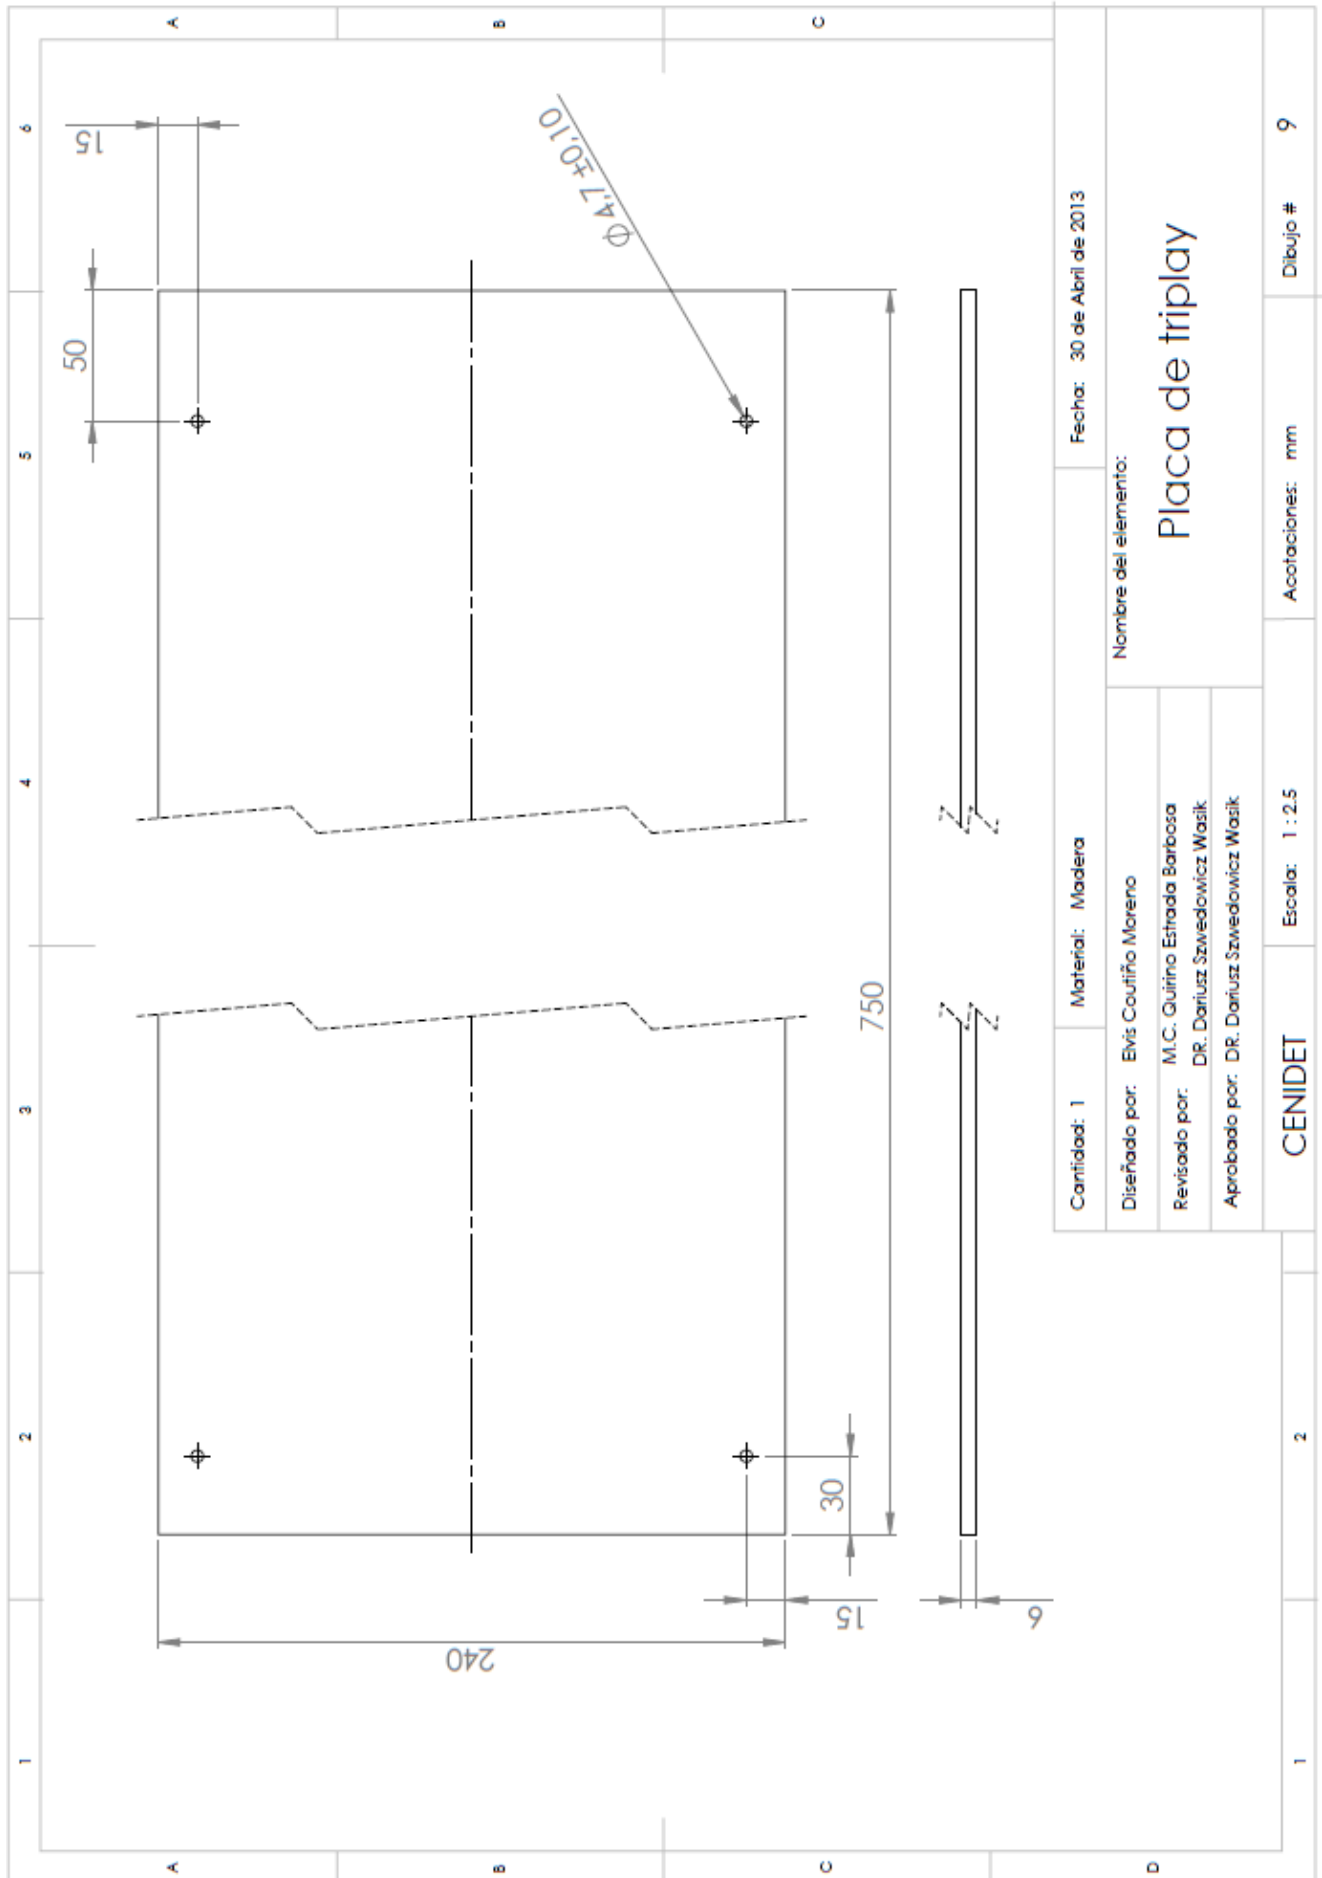 1 2 3 4 5 6
A
A
B
B
C
C
D
1
2
50
15
Φ 4,7 ±0,10
240
15
30
750
6
Cantidad: 1 Material: Madera Fecha: 30 de Abril de 2013
Diseñado por: Elvis Coutiño Moreno
Revisado por: M.C. Quirino Estrada Barbosa
DR. Dariusz Szwedowicz Wasik
Aprobado por: DR. Dariusz Szwedowicz Wasik
Nombre del elemento:
Placa de triplay
CENIDET Escala: 1 : 2.5 Acotaciones: mm Dibujo # 9